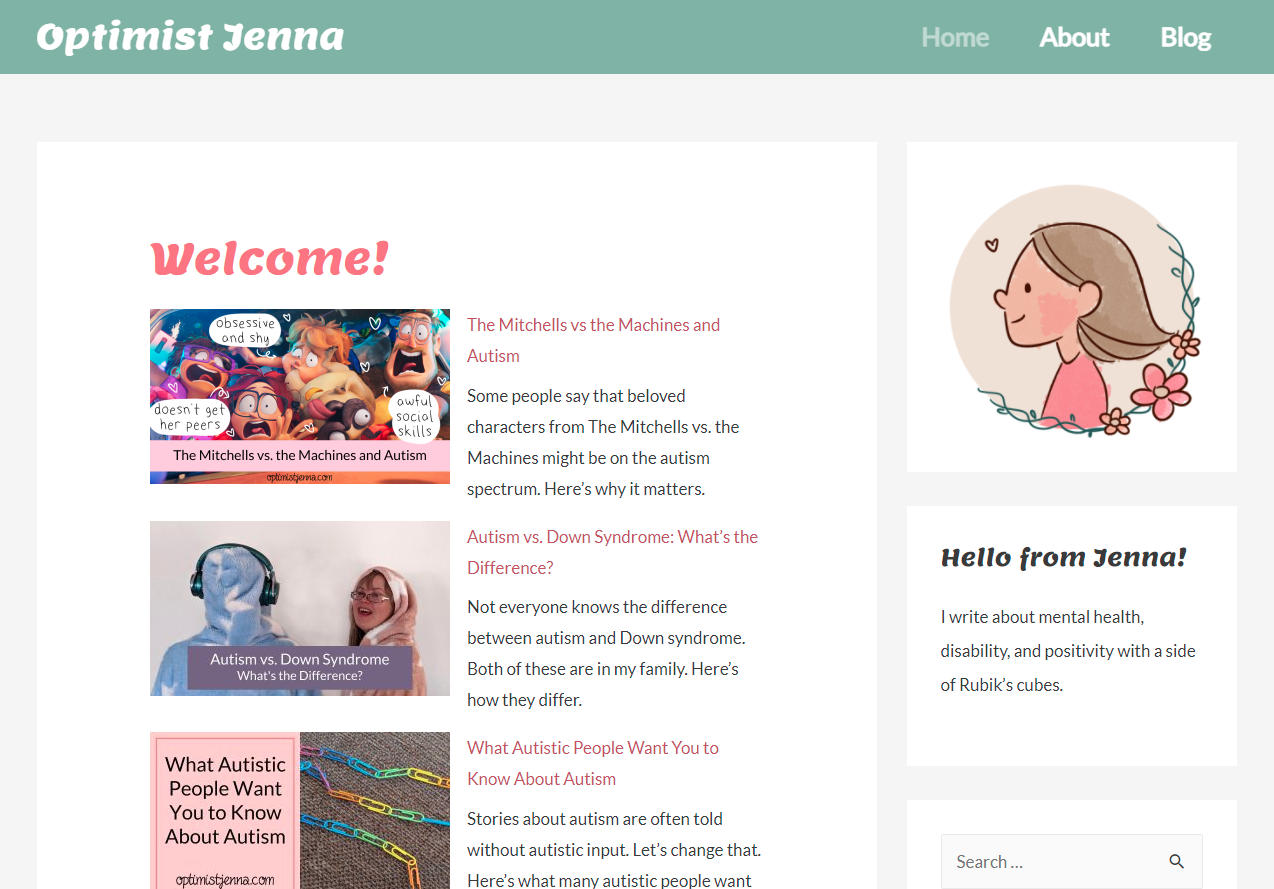 Optimist Jenna
Home About Blog
Welcome!
obsessive
and shy
doesn't get
her peers
awful
social
skills
The Mitchells vs. the Machines and Autism
optimistjenna.com
The Mitchells vs the Machines and
Autism
Some people say that beloved
characters from The Mitchells vs. the
Machines might be on the autism
spectrum. Here’s why it matters.
Autism vs. Down Syndrome
What's the Difference?
Autism vs. Down Syndrome: What’s the
Difference?
Not everyone knows the difference
between autism and Down syndrome.
Both of these are in my family. Here’s
how they differ.
What Autistic
People Want
You to Know
About Autism
optimistjenna.com
What Autistic People Want You to
Know About Autism
Stories about autism are often told
without autistic input. Let’s change that.
Here’s what many autistic people want
Hello from Jenna!
I write about mental health,
disability, and positivity with a side
of Rubik’s cubes.
Search ...